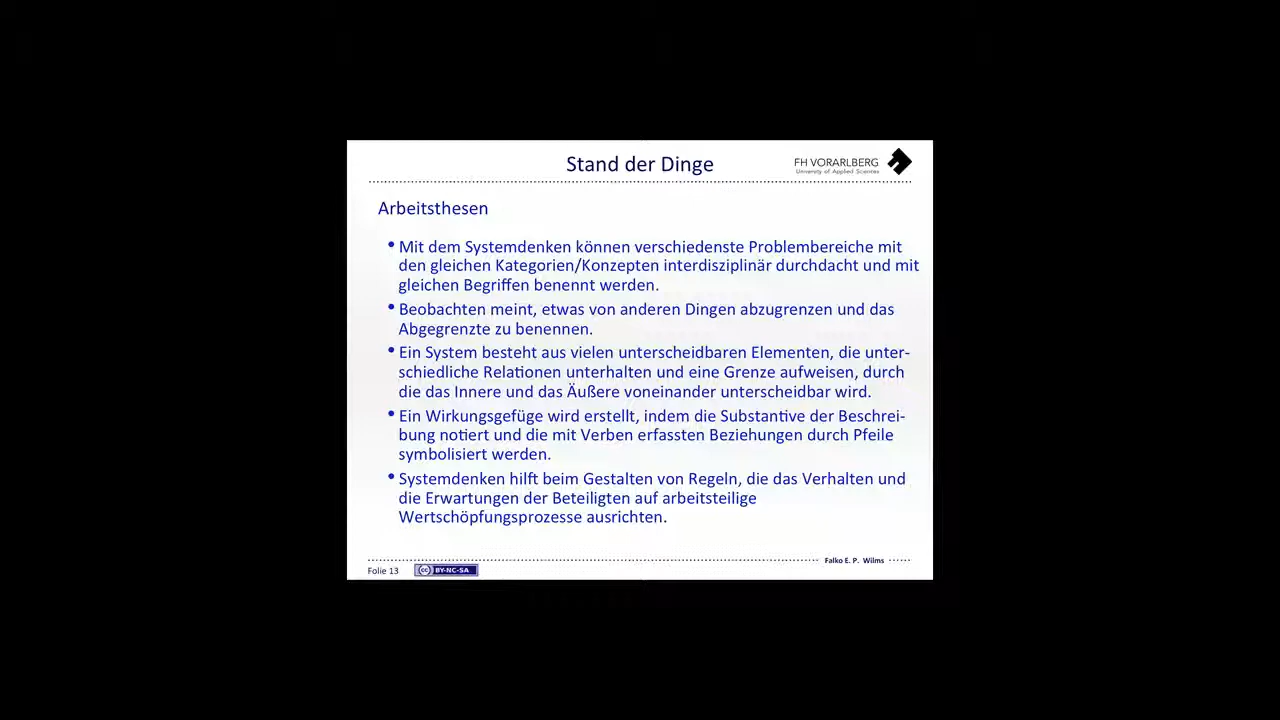 Stand der Dinge
FH VORARLBERG
University of Applied Sciences
Arbeitsthesen
• Mit dem Systemdenken können verschiedenste Problembereiche mit
den gleichen Kategorien/Konzepten interdisziplinär durchdacht und mit
gleichen Begriffen benennt werden.
• Beobachten meint, etwas von anderen Dingen abzugrenzen und das
Abgegrenzte zu benennen.
• Ein System besteht aus vielen unterscheidbaren Elementen, die unter-
schiedliche Relationen unterhalten und eine Grenze aufweisen, durch
die das Innere und das Äußere voneinander unterscheidbar wird.
• Ein Wirkungsgefüge wird erstellt, indem die Substantive der Beschrei-
bung notiert und die mit Verben erfassten Beziehungen durch Pfeile
symbolisiert werden.
• Systemdenken hilft beim Gestalten von Regeln, die das Verhalten und
die Erwartungen der Beteiligten auf arbeitsteilige
Wertschöpfungsprozesse ausrichten.
Falko E. P. Wilms
Folie 13
cc BY-NC-SA